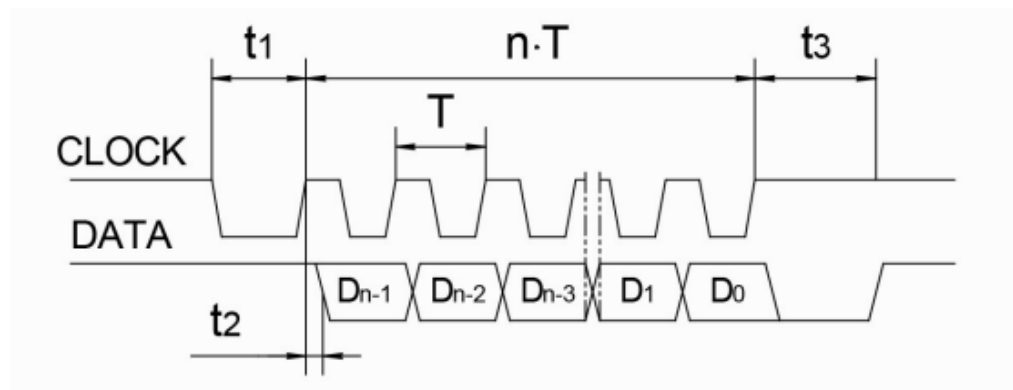 t1 n·T t3
T
CLOCK
DATA
Dn-1 Dn-2 Dn-3 D1 D0
t2